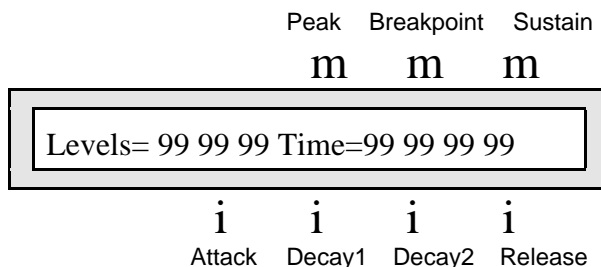 Peak Breakpoint Sustain
m m m
Levels= 99 99 99 Time=99 99 99 99
i i i i
Attack Decay1 Decay2 Release